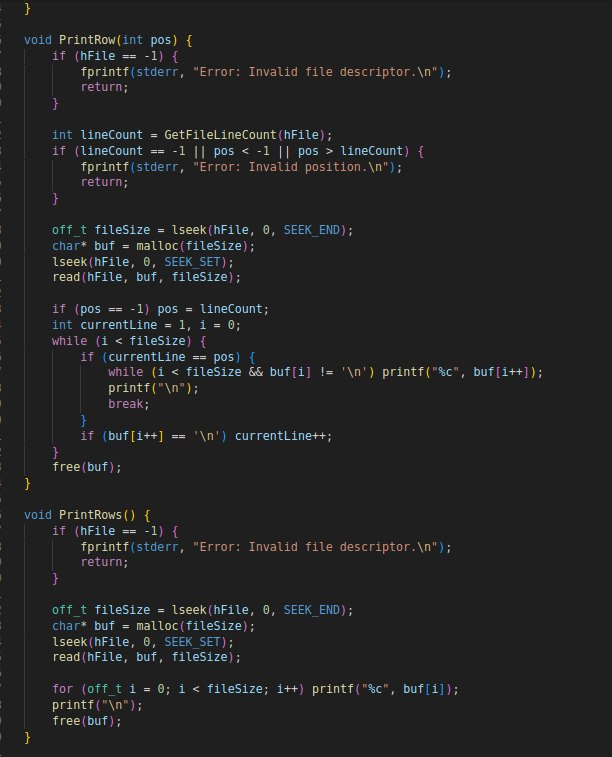 }

void PrintRow(int pos) {
    if (hFile == -1) {
        fprintf(stderr, "Error: Invalid file descriptor.\n");
        return;
    }

    int lineCount = GetFileLineCount(hFile);
    if (lineCount == -1 || pos < -1 || pos > lineCount) {
        fprintf(stderr, "Error: Invalid position.\n");
        return;
    }

    off_t fileSize = lseek(hFile, 0, SEEK_END);
    char* buf = malloc(fileSize);
    lseek(hFile, 0, SEEK_SET);
    read(hFile, buf, fileSize);

    if (pos == -1) pos = lineCount;
    int currentLine = 1, i = 0;
    while (i < fileSize) {
        if (currentLine == pos) {
            while (i < fileSize && buf[i] != '\n') printf("%c", buf[i++]);
            printf("\n");
            break;
        }
        if (buf[i++] == '\n') currentLine++;
    }
    free(buf);
}

void PrintRows() {
    if (hFile == -1) {
        fprintf(stderr, "Error: Invalid file descriptor.\n");
        return;
    }

    off_t fileSize = lseek(hFile, 0, SEEK_END);
    char* buf = malloc(fileSize);
    lseek(hFile, 0, SEEK_SET);
    read(hFile, buf, fileSize);

    for (off_t i = 0; i < fileSize; i++) printf("%c", buf[i]);
    printf("\n");
    free(buf);
}